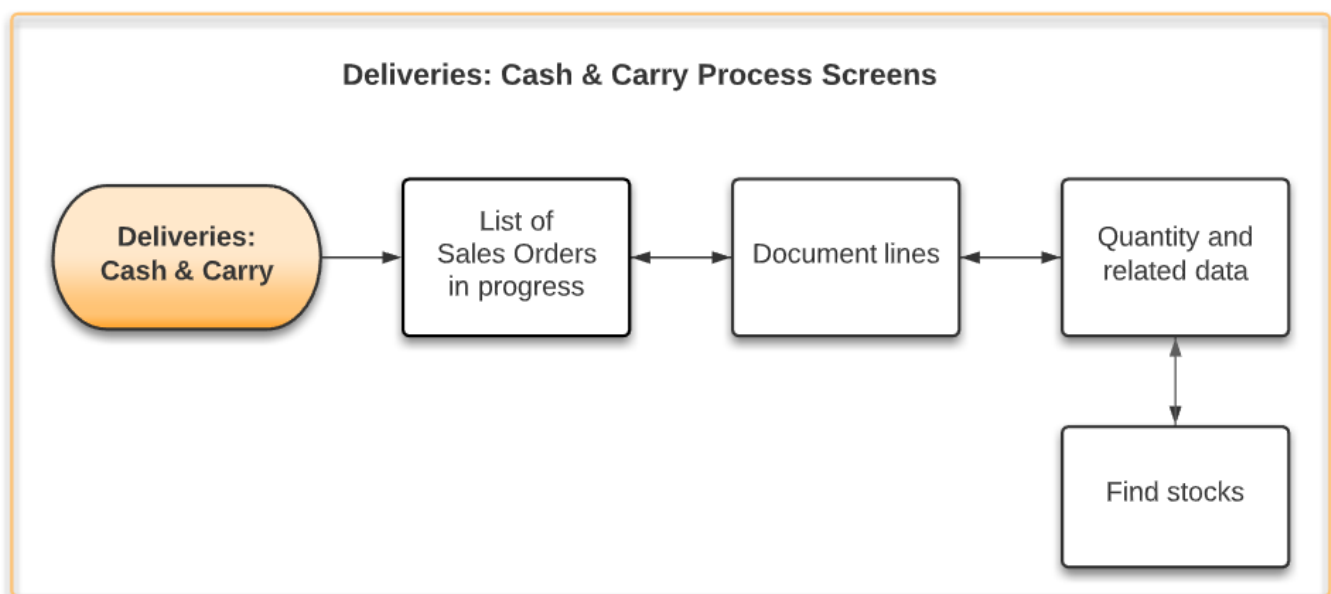 Deliveries: Cash & Carry Process Screens
Deliveries:
Cash & Carry
List of
Sales Orders
in progress
Document lines
Quantity and
related data
Find stocks